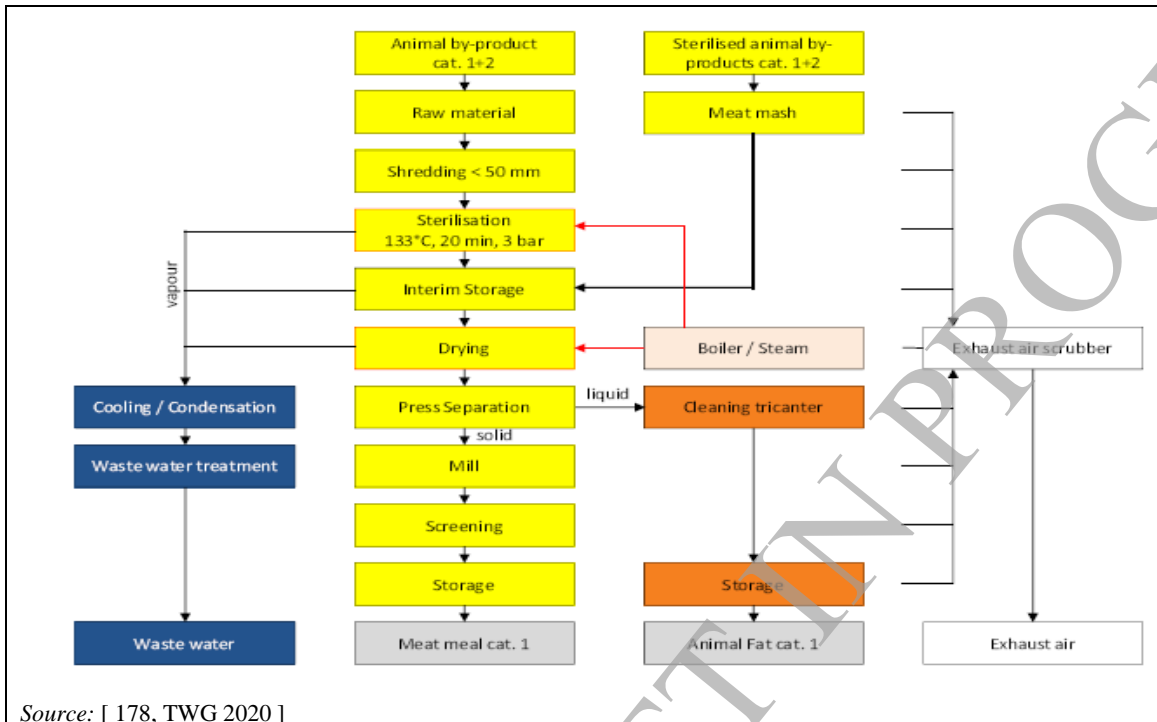 Animal by-product
cat. 1+2
Sterilised animal by-
products cat. 1+2
Raw material
Meat mash
Shredding < 50 mm
Sterilisation
133°C, 20 min, 3 bar
vapour
Interim Storage
Drying
Boiler / Steam
Exhaust air scrubber
Cooling / Condensation
Press Separation
liquid
Cleaning tricanter
solid
Waste water treatment
Mill
Screening
Storage
Storage
Waste water
Meat meal cat. 1
Animal Fat cat. 1
Exhaust air
Source: [ 178, TWG 2020 ]